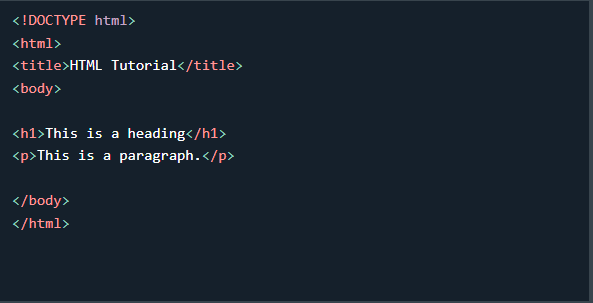 <!DOCTYPE html>
<html>
<title>HTML Tutorial</title>
<body>
<h1>This is a heading</h1>
<p>This is a paragraph.</p>
</body>
</html>